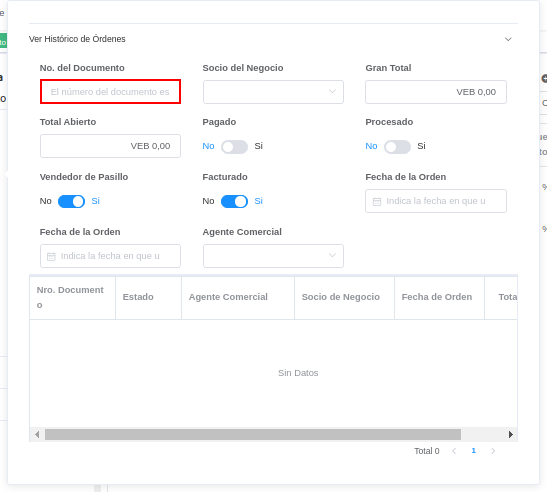 Ver Histórico de Órdenes
No. del Documento
Socio del Negocio
Gran Total
El número del documento es
VEB 0,00
Total Abierto
Pagado
Procesado
VEB 0,00
No Si
No Si
Vendedor de Pasillo
Facturado
Fecha de la Orden
No Si
No Si
Indica la fecha en que u
Fecha de la Orden
Agente Comercial
Indica la fecha en que u
Nro. Document
o
Estado
Agente Comercial
Socio de Negocio
Fecha de Orden
Tota
Sin Datos
Total 0
1